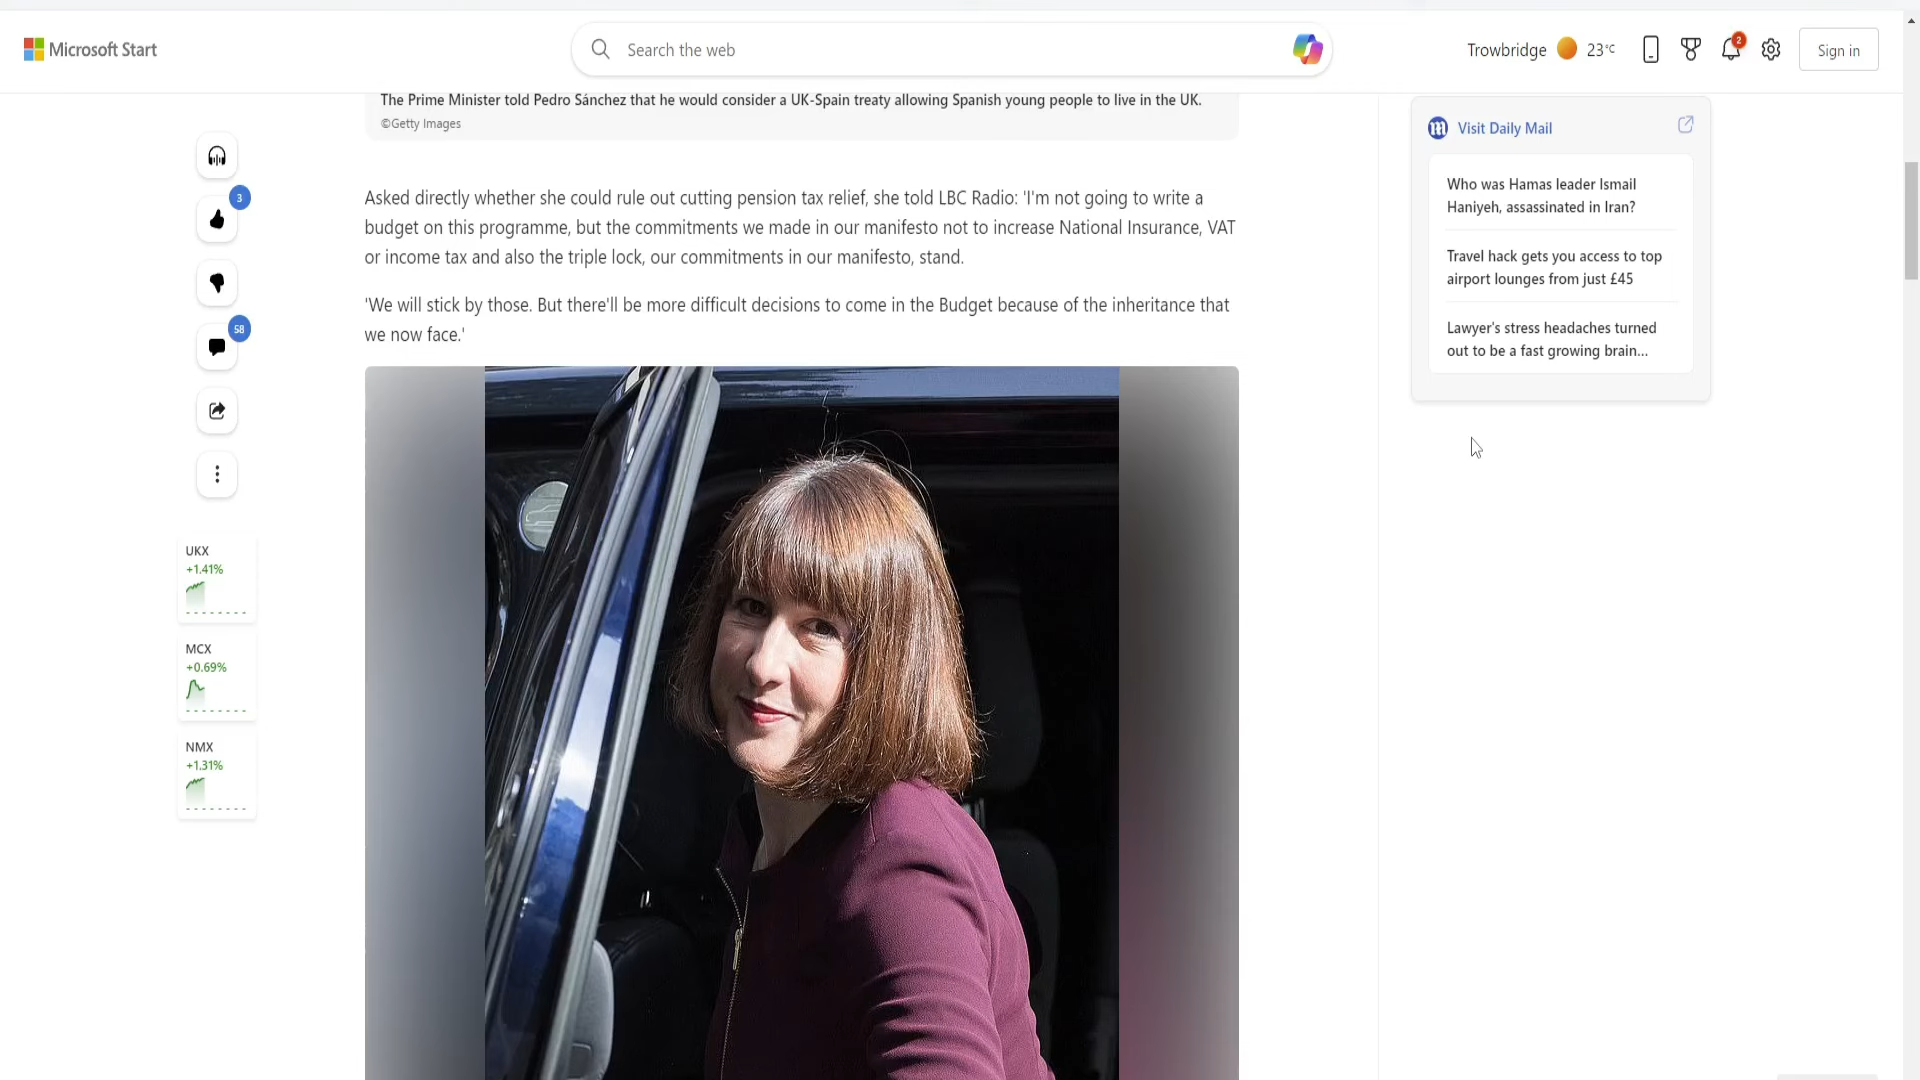 Microsoft Start
Search the web
Trowbridge
23°C
2
Sign in
The Prime Minister told Pedro Sánchez that he would consider a UK-Spain treaty allowing Spanish young people to live in the UK.
©Getty Images
Asked directly whether she could rule out cutting pension tax relief, she told LBC Radio: 'I'm not going to write a
budget on this programme, but the commitments we made in our manifesto not to increase National Insurance, VAT
or income tax and also the triple lock, our commitments in our manifesto, stand.
'We will stick by those. But there'll be more difficult decisions to come in the Budget because of the inheritance that
we now face.'
3
58
UKX
+1.41%
MCX
+0.69%
NMX
+1.31%
m Visit Daily Mail
Who was Hamas leader Ismail
Haniyeh, assassinated in Iran?
Travel hack gets you access to top
airport lounges from just £45
Lawyer's stress headaches turned
out to be a fast growing brain...